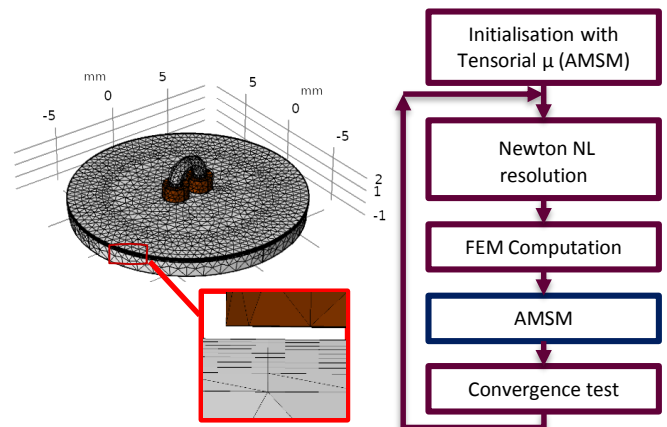 mm
5
0
-5
5
mm
0
-5
2
1
-1
Initialisation with
Tensorial μ (AMSM)
Newton NL
resolution
FEM Computation
AMSM
Convergence test